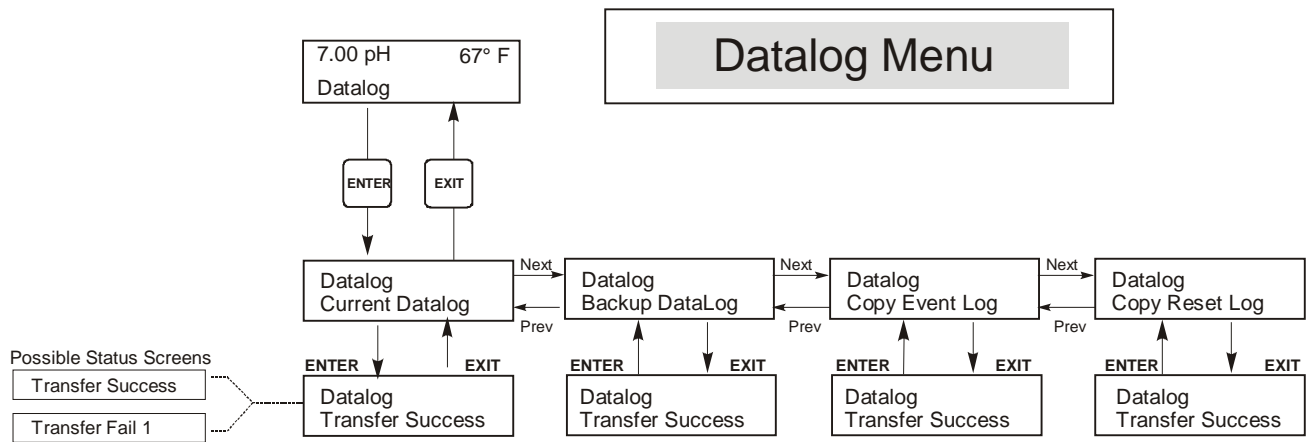 Datalog Menu
7.00 pH 67° F
Datalog
ENTER
EXIT
Datalog
Current Datalog
Next
Prev
Datalog
Backup DataLog
Next
Prev
Datalog
Copy Event Log
Next
Prev
Datalog
Copy Reset Log
Possible Status Screens
Transfer Success
Transfer Fail 1
ENTER EXIT
Datalog
Transfer Success
ENTER EXIT
Datalog
Transfer Success
ENTER EXIT
Datalog
Transfer Success
ENTER EXIT
Datalog
Transfer Success